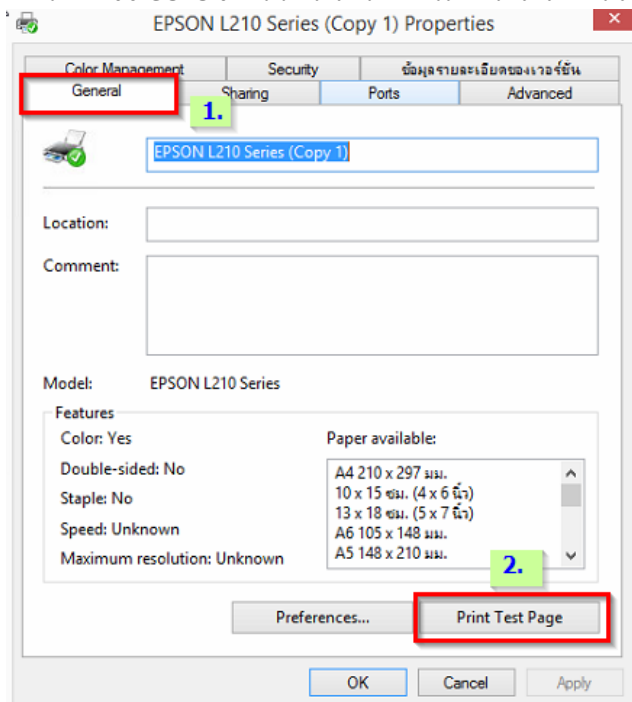 EPSON L210 Series (Copy 1) Properties
Color Management Security ข้อมูลรายละเอียดของเวอร์ชั่น
General Sharing Ports Advanced
1.
EPSON L210 Series (Copy 1)
Location:
Comment:
Model: EPSON L210 Series
Features
Color: Yes Paper available:
Double-sided: No A4 210 x 297 มม.
Staple: No 10 x 15 ซม. (4 x 6 นิ้ว)
13 x 18 ซม. (5 x 7 นิ้ว)
Speed: Unknown A6 105 x 148 มม.
Maximum resolution: Unknown A5 148 x 210 มม.
2.
Preferences... Print Test Page
OK Cancel Apply